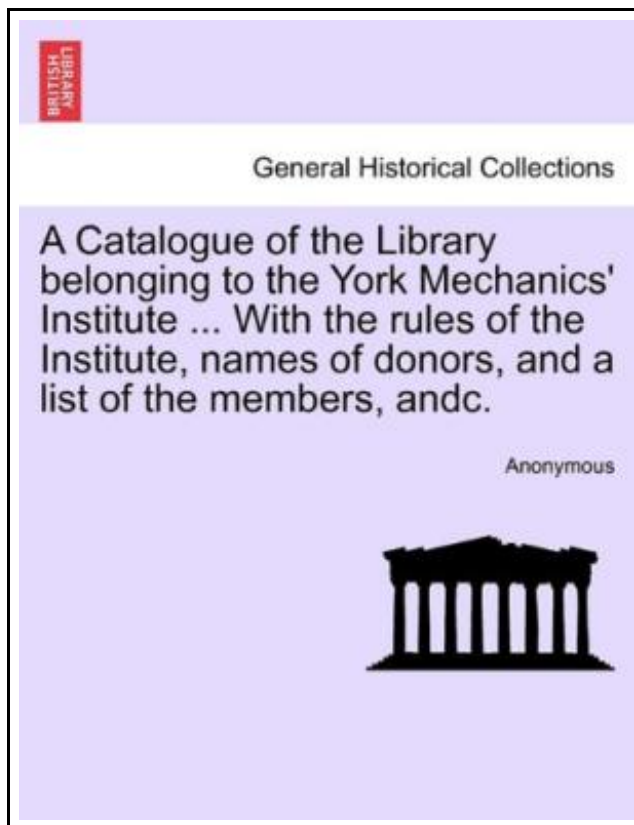 LIBRARY
BRITISH
General Historical Collections
A Catalogue of the Library
belonging to the York Mechanics'
Institute ... With the rules of the
Institute, names of donors, and a
list of the members, andc.
Anonymous